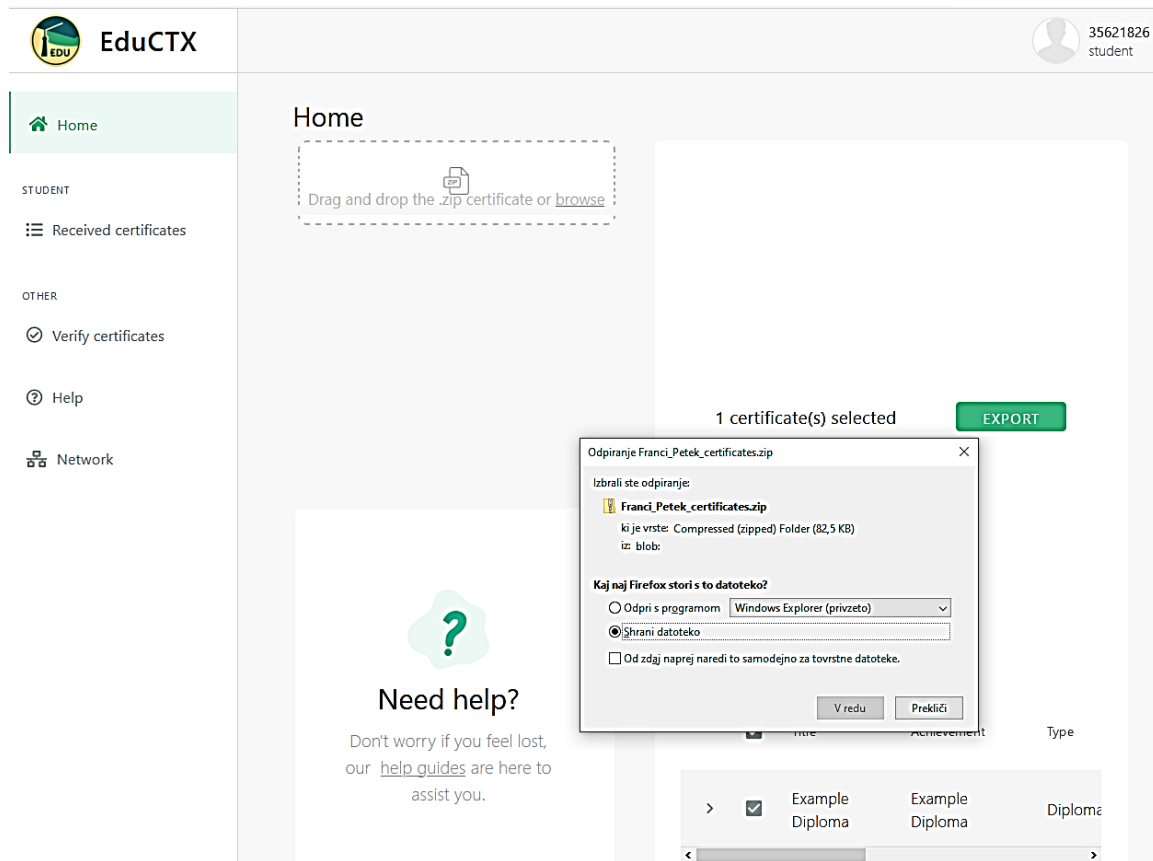 EDU
EduCTX
35621826
student
Home
STUDENT
Received certificates
OTHER
Verify certificates
Help
Network
Home
ZIP
Drag and drop the .zip certificate or browse
1 certificate(s) selected
EXPORT
Odpiranje Franci_Petek_certificates.zip
Izbrali ste odpiranje:
Franci_Petek_certificates.zip
ki je vrste: Compressed (zipped) Folder (82,5 KB)
iz: blob:
Kaj naj Firefox stori s to datoteko?
Odpri s programom Windows Explorer (privzeto)
Shrani datoteko
Od zdaj naprej naredi to samodejno za tovrstne datoteke.
V redu
Prekliči
Need help?
Don't worry if you feel lost,
our help guides are here to
assist you.
Title Achievement Type
Example Diploma
Example Diploma
Diploma